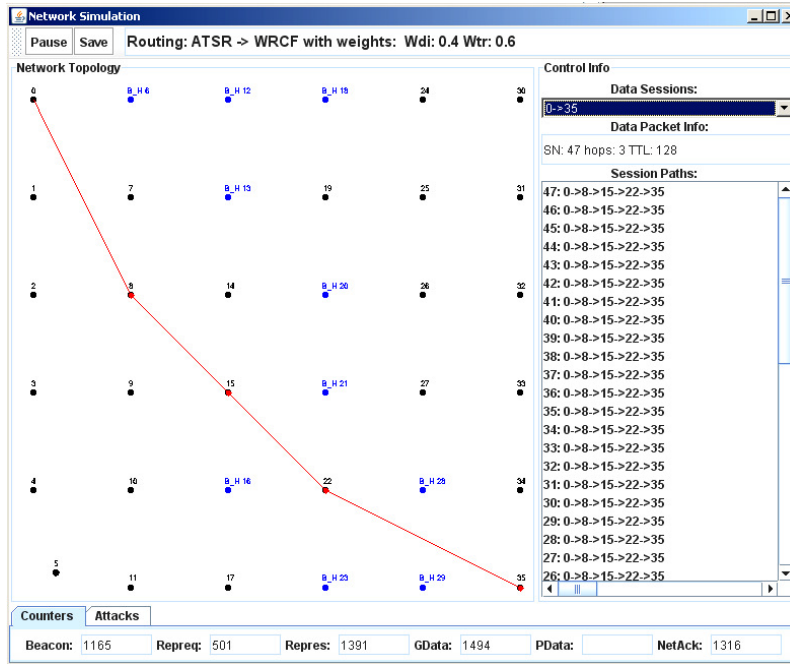 Network Simulation
Pause Save Routing: ATSR -> WRCF with weights: Wdi: 0.4 Wtr: 0.6
Network Topology
0 B_H 6 B_H 12 B_H 18 24 30
1 7 B_H 13 19 25 31
2 8 14 B_H 20 26 32
3 9 15 B_H 21 27 33
4 10 B_H 16 22 B_H 28 34
5 11 17 B_H 23 B_H 29 35
Control Info
Data Sessions:
0->35
Data Packet Info:
SN: 47 hops: 3 TTL: 128
Session Paths:
47: 0->8->15->22->35
46: 0->8->15->22->35
45: 0->8->15->22->35
44: 0->8->15->22->35
43: 0->8->15->22->35
42: 0->8->15->22->35
41: 0->8->15->22->35
40: 0->8->15->22->35
39: 0->8->15->22->35
38: 0->8->15->22->35
37: 0->8->15->22->35
36: 0->8->15->22->35
35: 0->8->15->22->35
34: 0->8->15->22->35
33: 0->8->15->22->35
32: 0->8->15->22->35
31: 0->8->15->22->35
30: 0->8->15->22->35
29: 0->8->15->22->35
28: 0->8->15->22->35
27: 0->8->15->22->35
26: 0->8->15->22->35
Counters Attacks
Beacon: 1165 Repreq: 501 Repres: 1391 GData: 1494 PData: NetAck: 1316